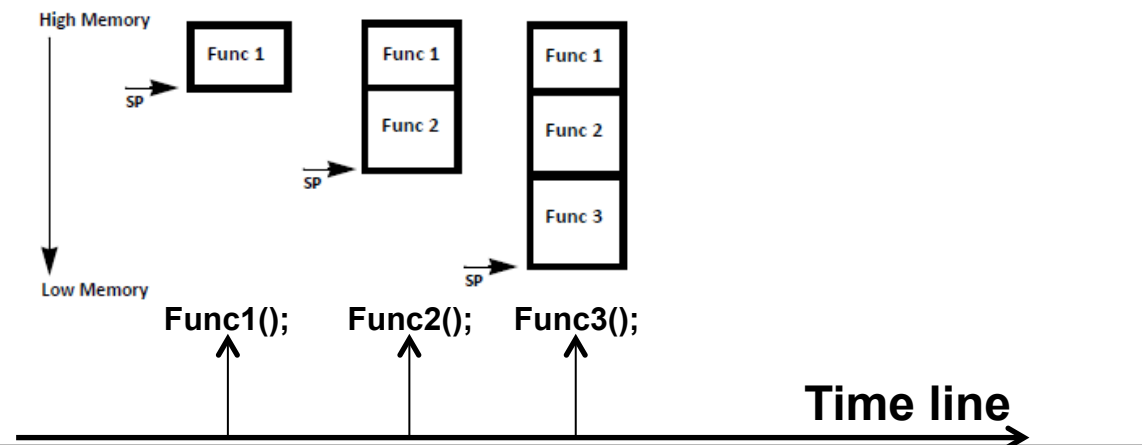 High Memory
Func 1
SP
Func 1
Func 2
SP
Func 1
Func 2
Func 3
SP
Low Memory
Func1();
Func2();
Func3();
Time line